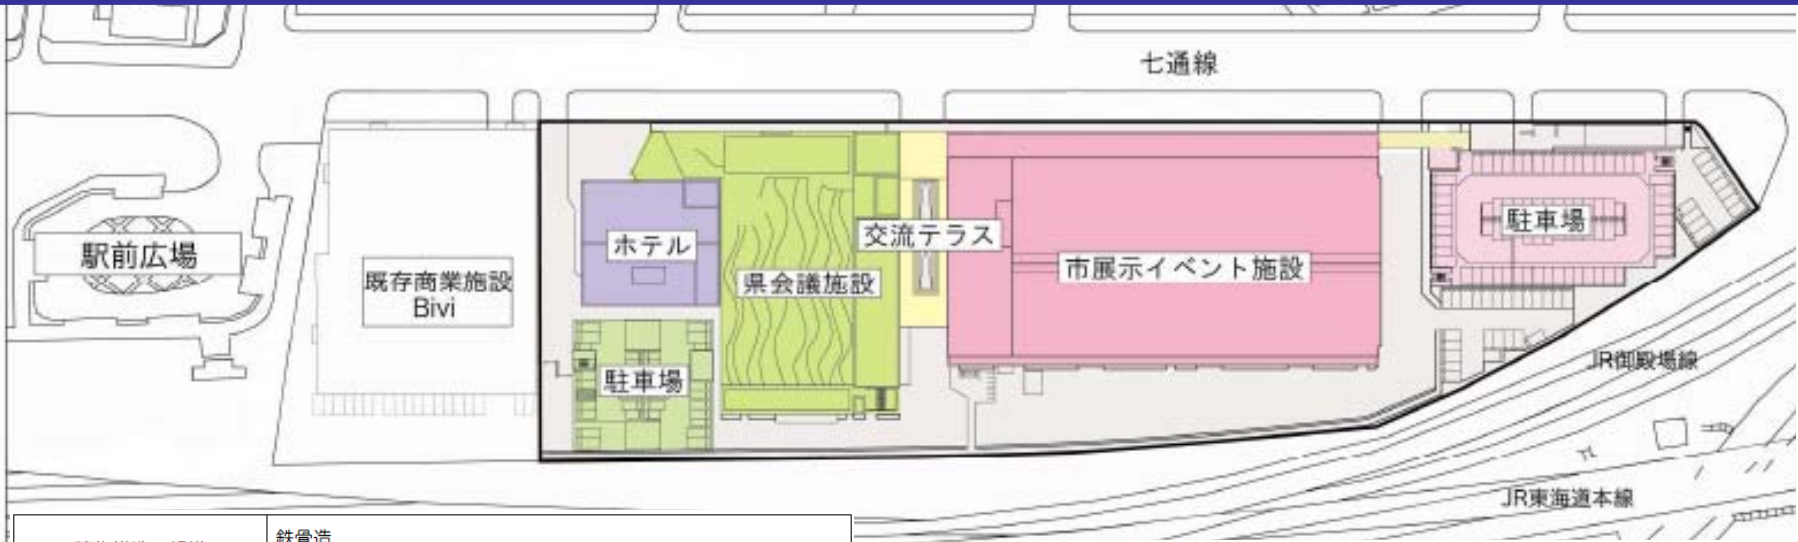 七通線
駅前広場
既存商業施設
Bivi
ホテル
県会議施設
交流テラス
市展示イベント施設
駐車場
駐車場
JR御殿場線
JR東海道本線
鉄骨造